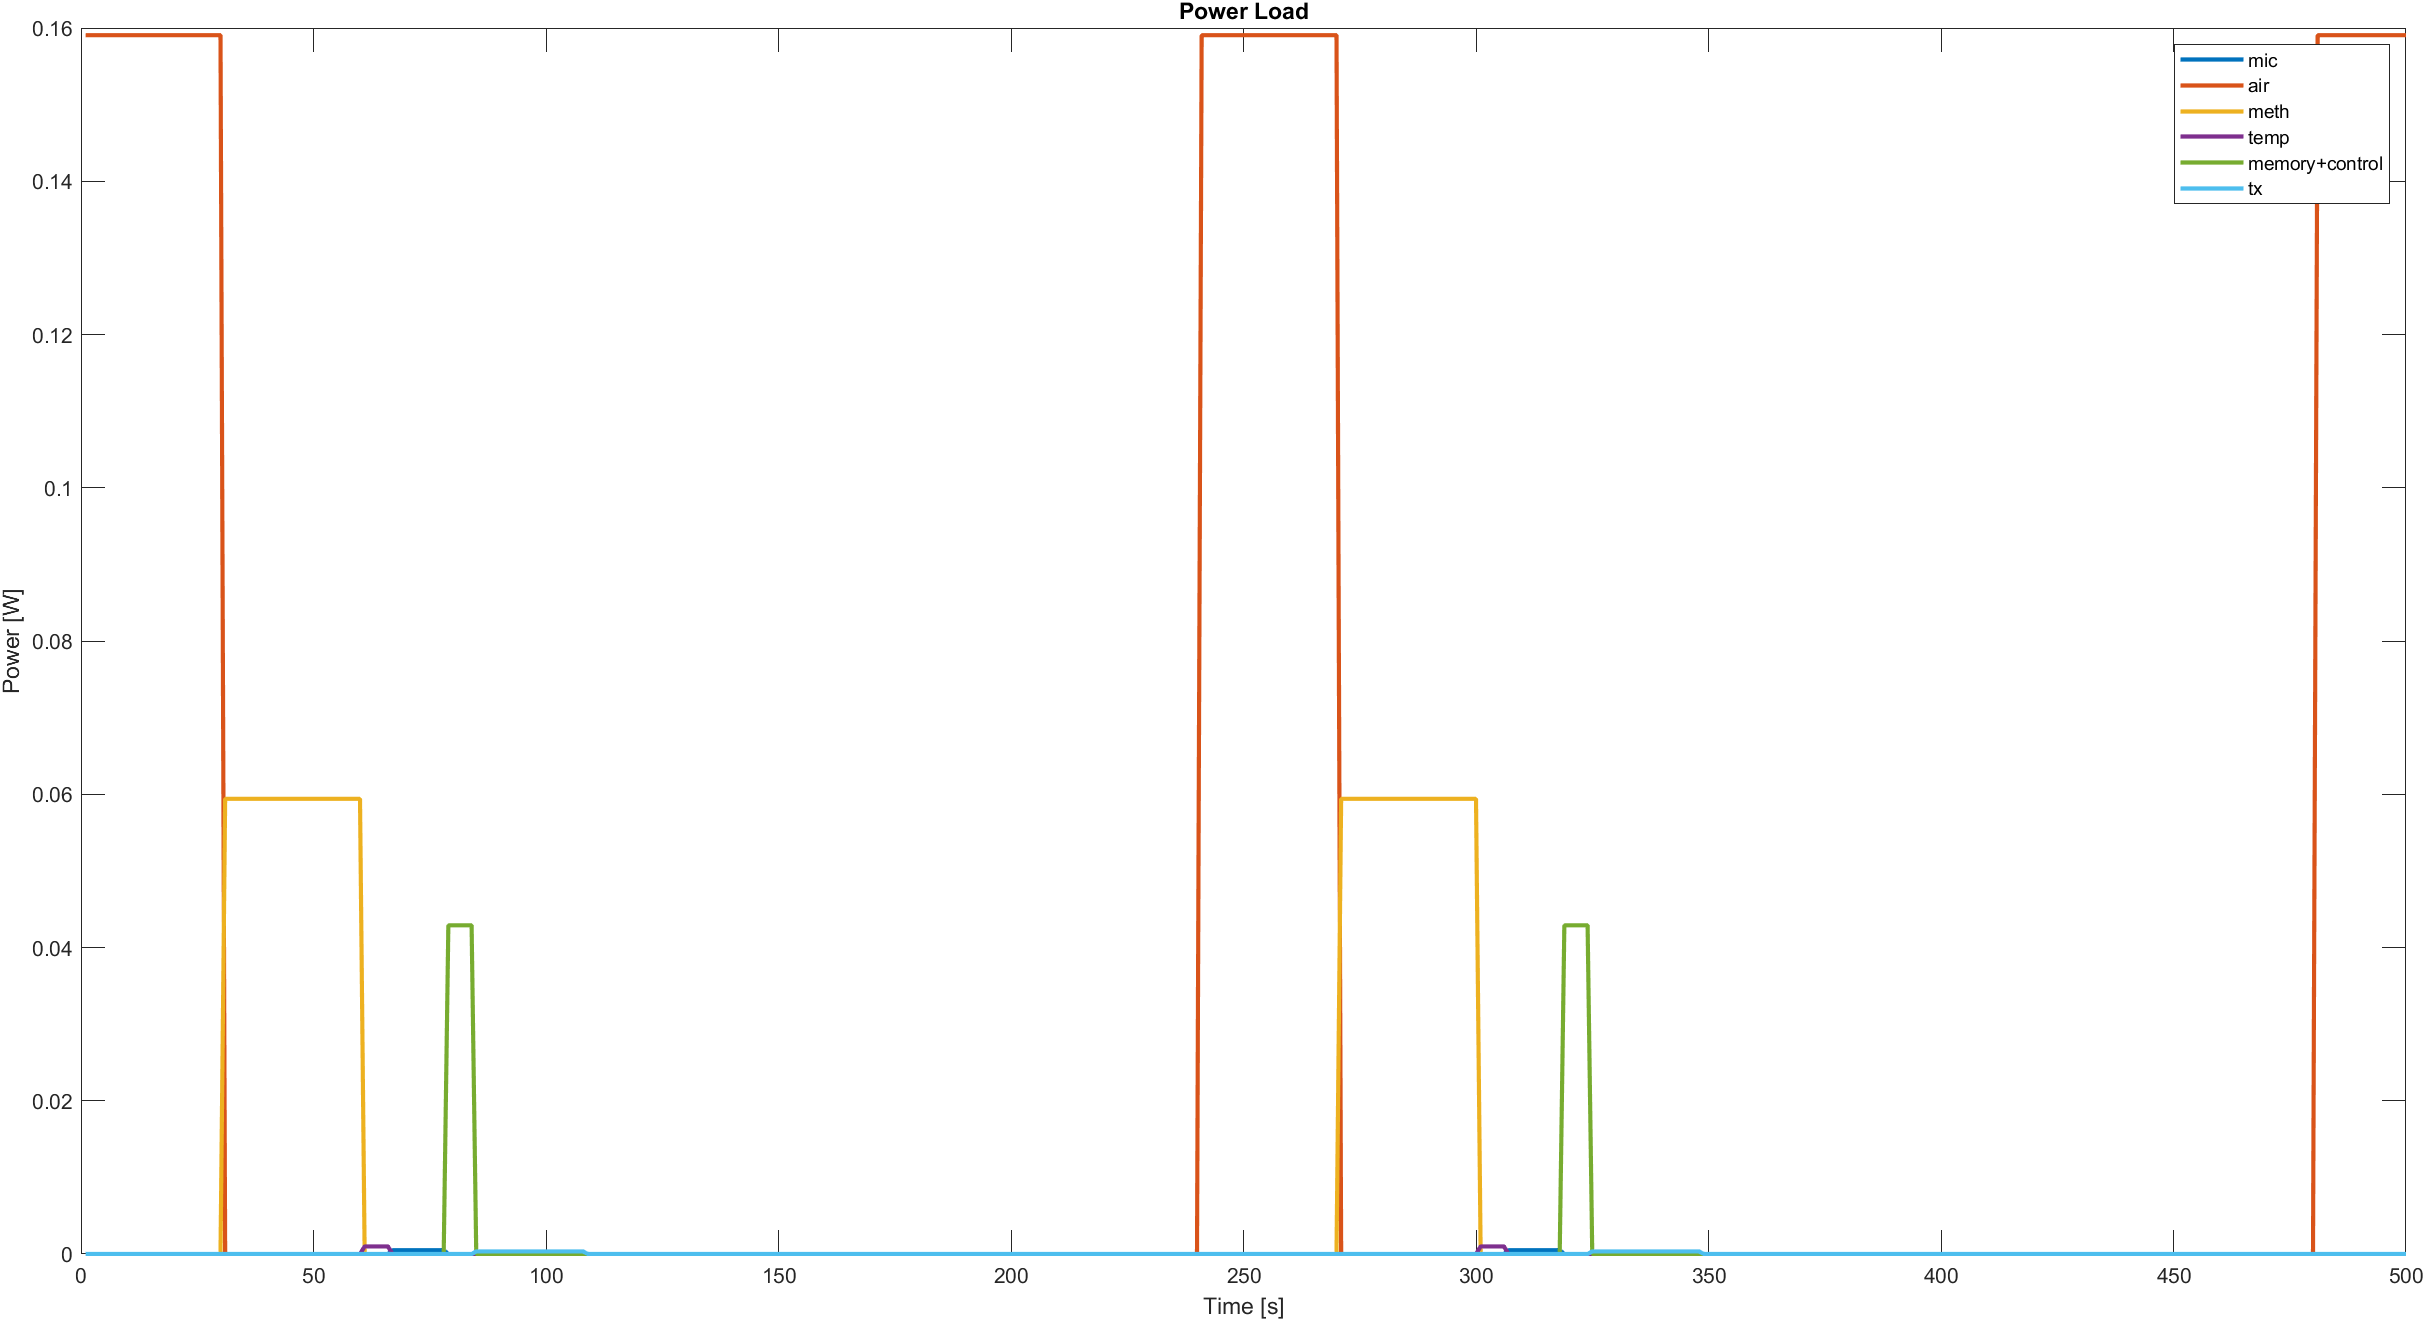 Power Load
0.16
0.14
0.12
0.1
0.08
0.06
0.04
0.02
0
Power [W]
mic
air
meth
temp
memory+control
tx
0 50 100 150 200 250 300 350 400 450 500
Time [s]